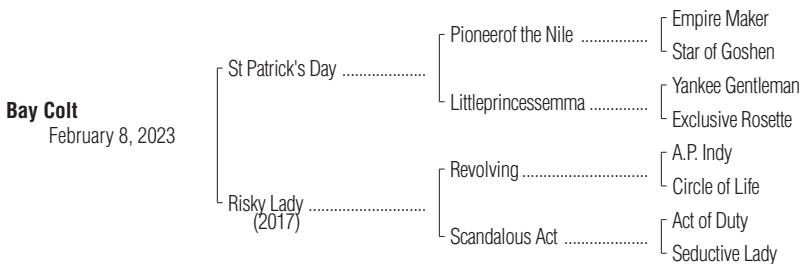 Empire Maker
Pioneerof the Nile ................
Star of Goshen
St Patrick's Day ....................
Yankee Gentleman
Littleprincessemma ..............
Exclusive Rosette
Bay Colt
February 8, 2023
A.P. Indy
Revolving ..............................
Circle of Life
Risky Lady ............................
(2017)
Act of Duty
Scandalous Act ....................
Seductive Lady